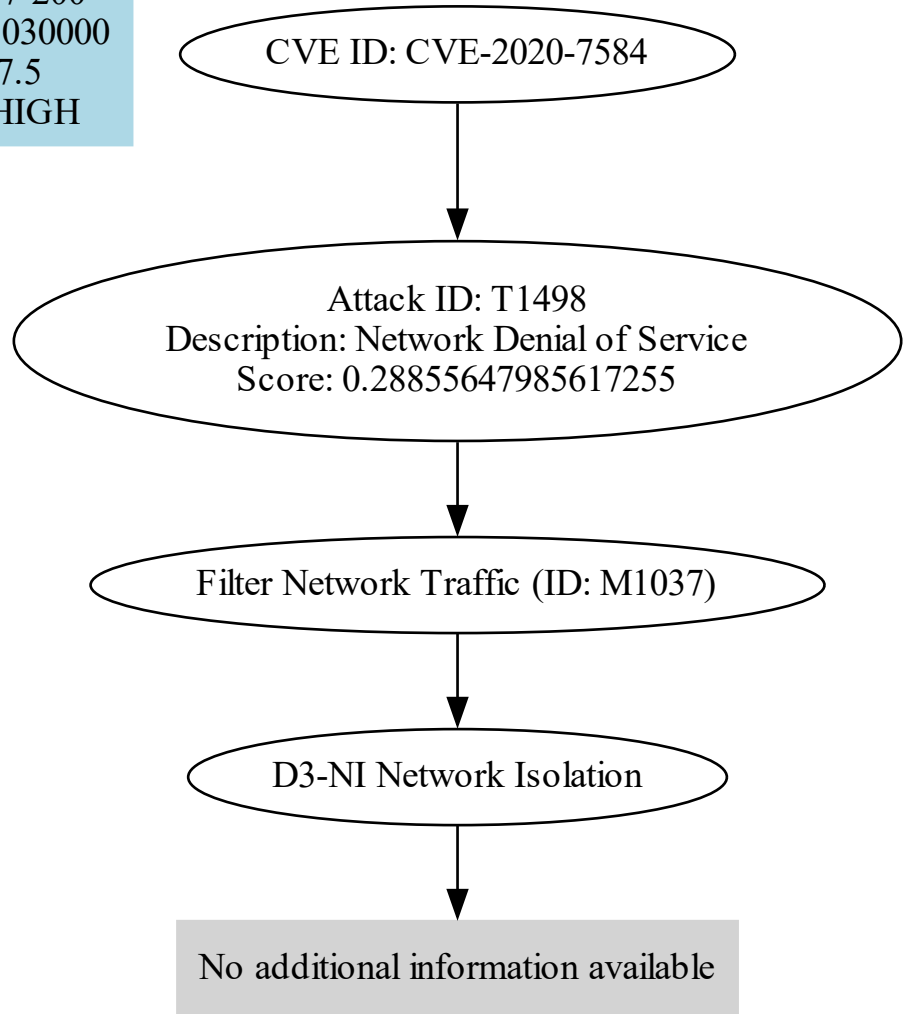 200
030000
7.5
HIGH
CVE ID: CVE-2020-7584
Attack ID: T1498
Description: Network Denial of Service
Score: 0.28855647985617255
Filter Network Traffic (ID: M1037)
D3-NI Network Isolation
No additional information available